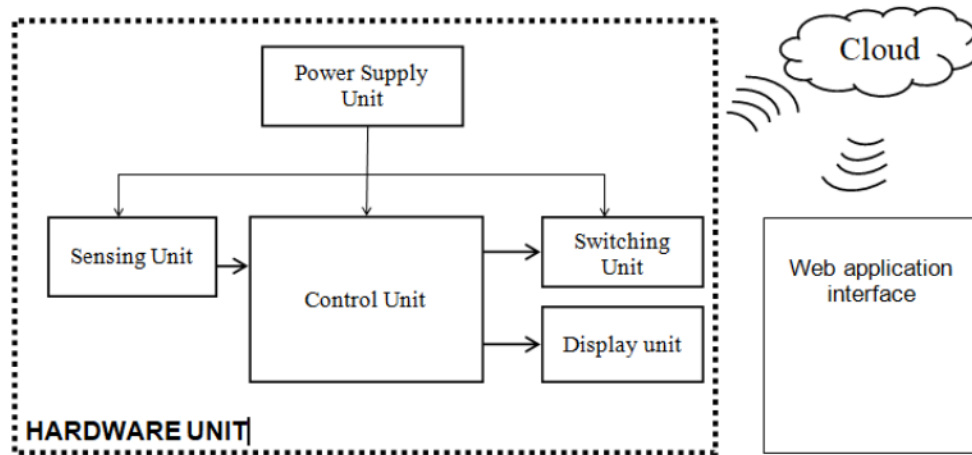 Power Supply
Unit
Cloud
Sensing Unit
Control Unit
Switching
Unit
Display unit
Web application
interface
HARDWARE UNIT